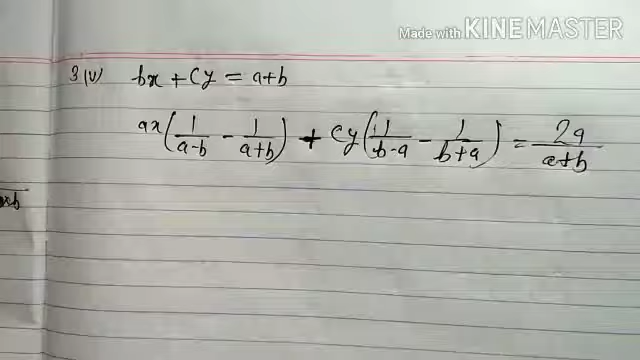 Made with KINEMASTER
3(v) bx + cy = a+b
ax(1/(a-b) - 1/(a+b)) + cy(1/(b-a) - 1/(b+a)) = 2a/(a+b)